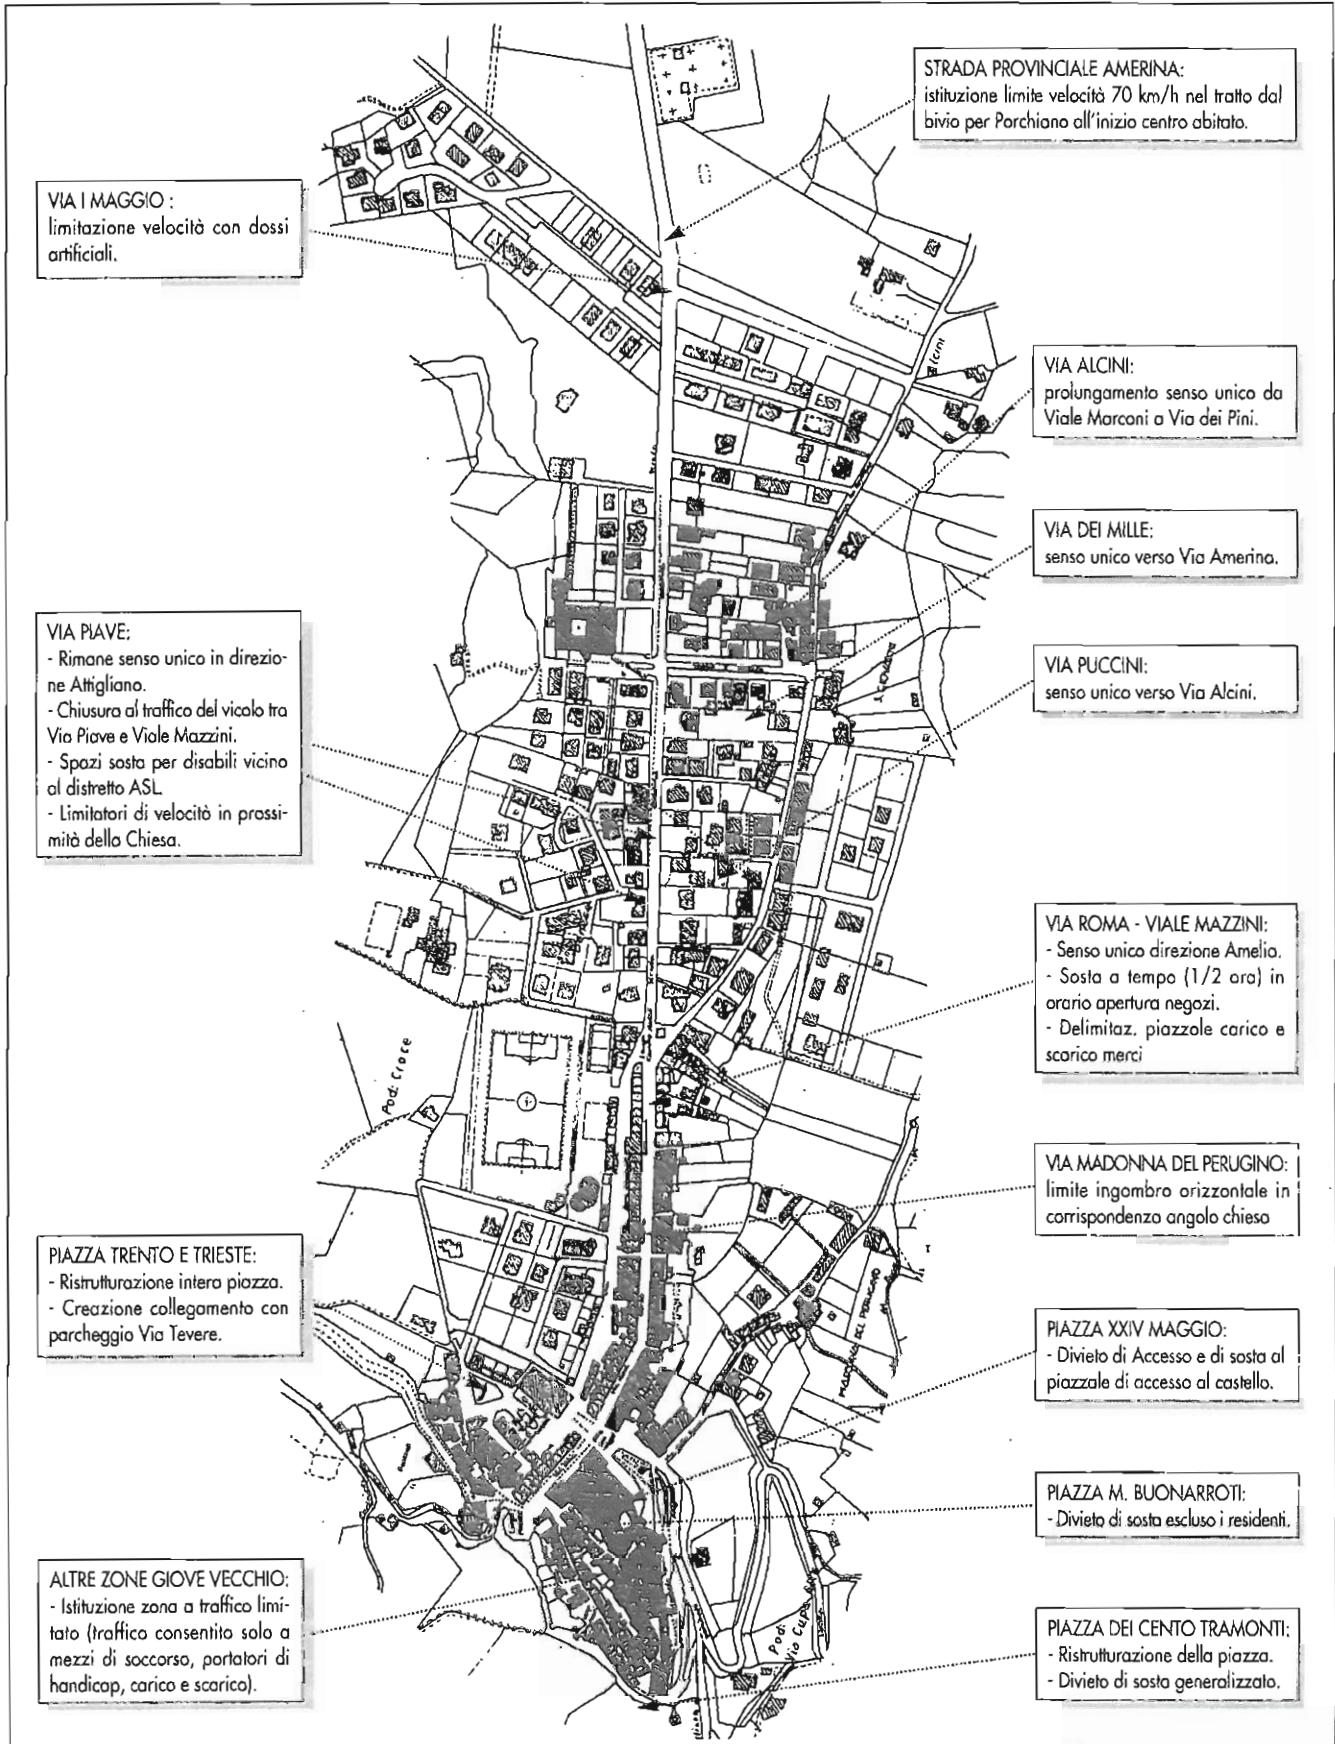 STRADA PROVINCIALE AMERINA:
istituzione limite velocità 70 km/h nel tratto dal
bivio per Porchiano all'inizio centro abitato.
VIA I MAGGIO :
limitazione velocità con dossi
artificiali.
VIA ALCINI:
prolungamento senso unico da
Viale Marconi a Via dei Pini.
VIA DEI MILLE:
senso unico verso Via Amerina.
VIA PIAVE:
- Rimane senso unico in direzio-
ne Attigliano.
- Chiusura al traffico del vicolo tra
Via Piave e Viale Mazzini.
- Spazi sosta per disabili vicino
al distretto ASL.
- Limitatori di velocità in prossi-
mità della Chiesa.
VIA PUCCINI:
senso unico verso Via Alcini.
VIA ROMA - VIALE MAZZINI:
- Senso unico direzione Amelia.
- Sosta a tempo (1/2 ora) in
orario apertura negozi.
- Delimitaz. piazzole carico e
scarico merci
Pod: Croce
VIA MADONNA DEL PERUGINO:
limite ingombro orizzontale in
corrispondenza angolo chiesa
MADONNA DEL PERUGINO
PIAZZA TRENTO E TRIESTE:
- Ristrutturazione intera piazza.
- Creazione collegamento con
parcheggio Via Tevere.
PIAZZA XXIV MAGGIO:
- Divieto di Accesso e di sosta al
piazzale di accesso al castello.
PIAZZA M. BUONARROTI:
- Divieto di sosta escluso i residenti.
ALTRE ZONE GIOVE VECCHIO:
- Istituzione zona a traffico limi-
tato (traffico consentito solo a
mezzi di soccorso, portatori di
handicap, carico e scarico).
Pod:
Via Cupa
PIAZZA DEI CENTO TRAMONTI:
- Ristrutturazione della piazza.
- Divieto di sosta generalizzato.